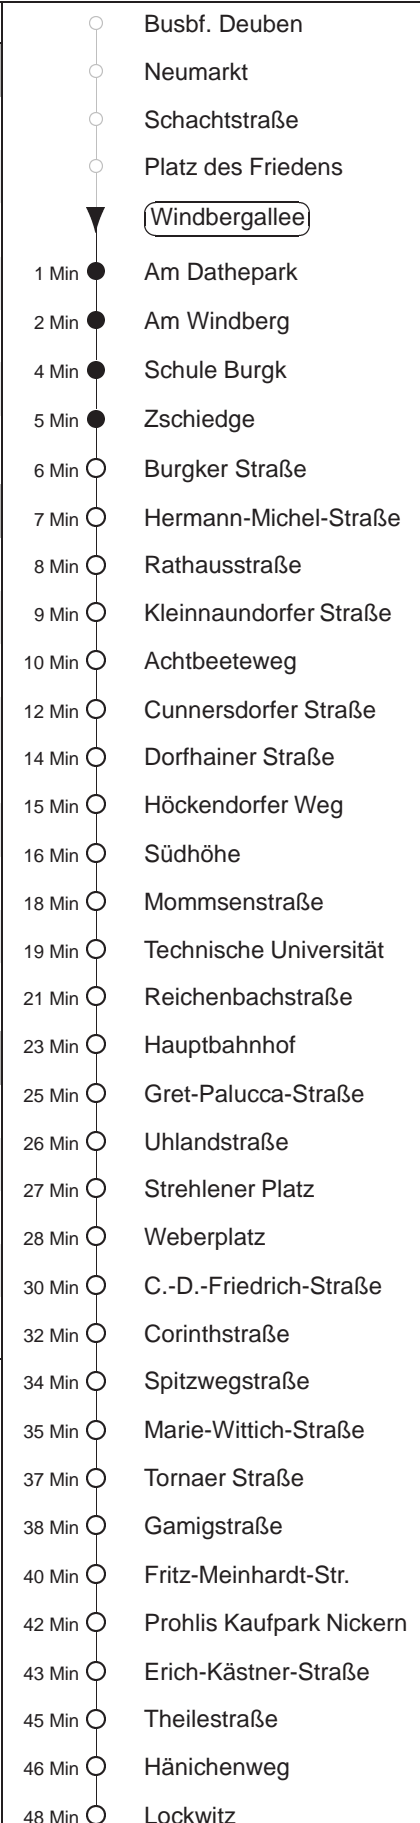 Busbf. Deuben
Neumarkt
Schachtstraße
Platz des Friedens
Windbergallee
1 Min Am Dathepark
2 Min Am Windberg
4 Min Schule Burgk
5 Min Zschiedge
6 Min Burgker Straße
7 Min Hermann-Michel-Straße
8 Min Rathausstraße
9 Min Kleinnaundorfer Straße
10 Min Achtbeeteweg
12 Min Cunnersdorfer Straße
14 Min Dorfhainer Straße
15 Min Höckendorfer Weg
16 Min Südhöhe
18 Min Mommsenstraße
19 Min Technische Universität
21 Min Reichenbachstraße
23 Min Hauptbahnhof
25 Min Gret-Palucca-Straße
26 Min Uhlandstraße
27 Min Strehlener Platz
28 Min Weberplatz
30 Min C.-D.-Friedrich-Straße
32 Min Corinthstraße
34 Min Spitzwegstraße
35 Min Marie-Wittich-Straße
37 Min Tornaer Straße
38 Min Gamigstraße
40 Min Fritz-Meinhardt-Str.
42 Min Prohlis Kaufpark Nickern
43 Min Erich-Kästner-Straße
45 Min Theilestraße
46 Min Hänichenweg
48 Min Lockwitz